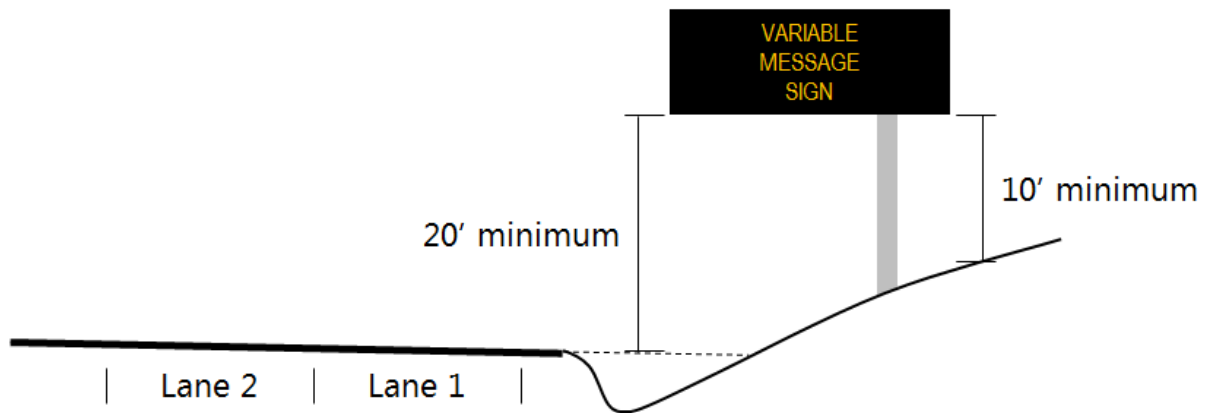 VARIABLE
MESSAGE
SIGN
20’ minimum
10’ minimum
Lane 2
Lane 1